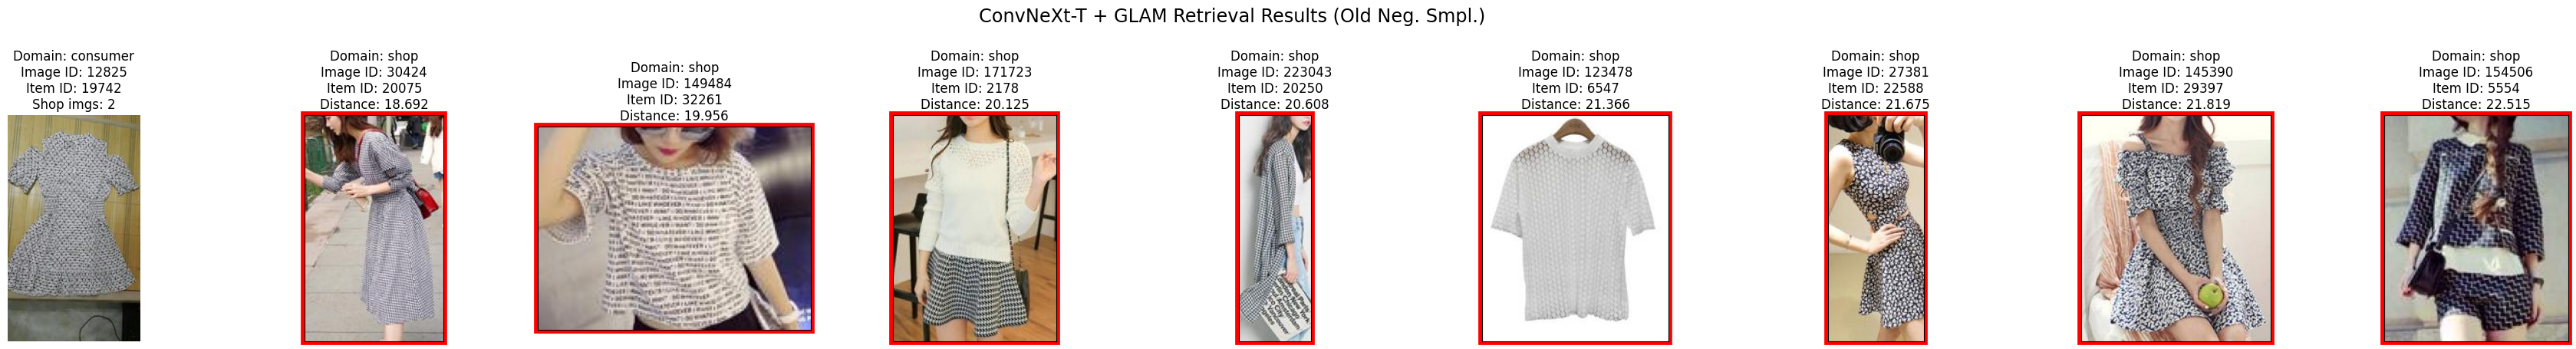 ConvNeXt-T + GLAM Retrieval Results (Old Neg. Smpl.)
Domain: consumer
Image ID: 12825
Item ID: 19742
Shop imgs: 2
Domain: shop
Image ID: 30424
Item ID: 20075
Distance: 18.692
Domain: shop
Image ID: 149484
Item ID: 32261
Distance: 19.956
Domain: shop
Image ID: 171723
Item ID: 2178
Distance: 20.125
Domain: shop
Image ID: 223043
Item ID: 20250
Distance: 20.608
Domain: shop
Image ID: 123478
Item ID: 6547
Distance: 21.366
Domain: shop
Image ID: 27381
Item ID: 22588
Distance: 21.675
Domain: shop
Image ID: 145390
Item ID: 29397
Distance: 21.819
Domain: shop
Image ID: 154506
Item ID: 5554
Distance: 22.515